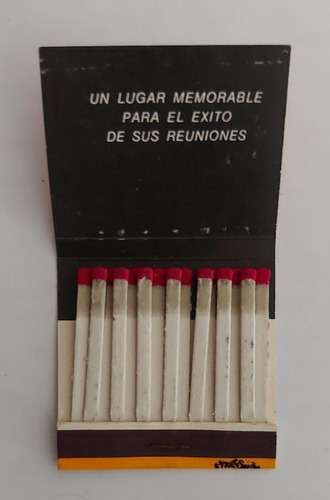 UN LUGAR MEMORABLE
PARA EL EXITO
DE SUS REUNIONES